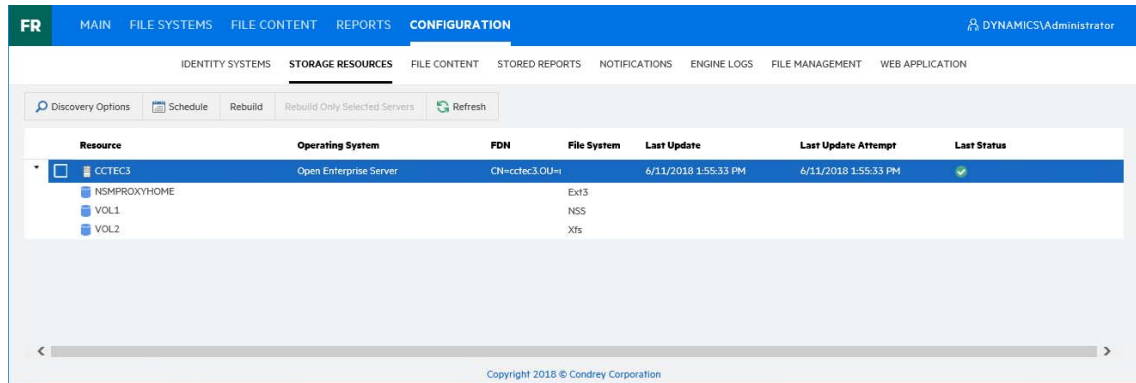 FR MAIN FILE SYSTEMS FILE CONTENT REPORTS CONFIGURATION DYNAMICS\Administrator
IDENTITY SYSTEMS STORAGE RESOURCES FILE CONTENT STORED REPORTS NOTIFICATIONS ENGINE LOGS FILE MANAGEMENT WEB APPLICATION
Discovery Options Schedule Rebuild Rebuild Only Selected Servers Refresh
Resource Operating System FDN File System Last Update Last Update Attempt Last Status
CCTEC3 Open Enterprise Server CN=cctec3.OU= 6/11/2018 1:55:33 PM 6/11/2018 1:55:33 PM
NSMPROXYHOME Ext3
VOL1 NSS
VOL2 Xfs
Copyright 2018 © Condrey Corporation